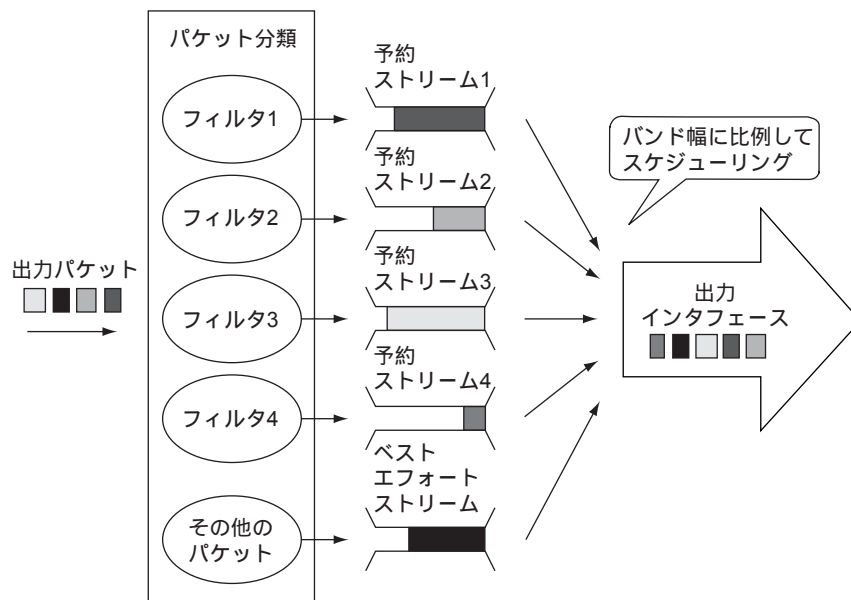 パケット分類
フィルタ1
フィルタ2
フィルタ3
フィルタ4
その他の
パケット
出力パケット
予約
ストリーム1
予約
ストリーム2
予約
ストリーム3
予約
ストリーム4
ベスト
エフォート
ストリーム
バンド幅に比例して
スケジューリング
出力
インタフェース